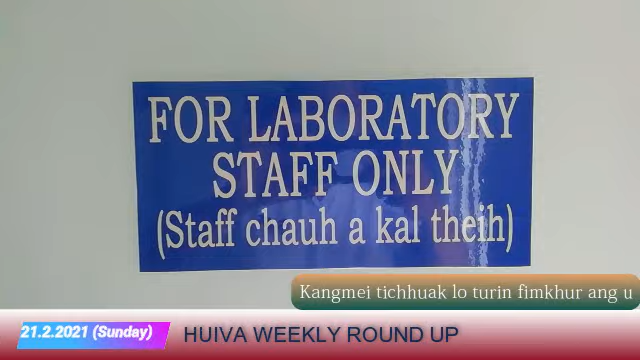 FOR LABORATORY
STAFF ONLY
(Staff chauh a kal theih)
Kangmei tichhuak lo turin fimkhur ang u
21.2.2021 (Sunday) HUIVA WEEKLY ROUND UP